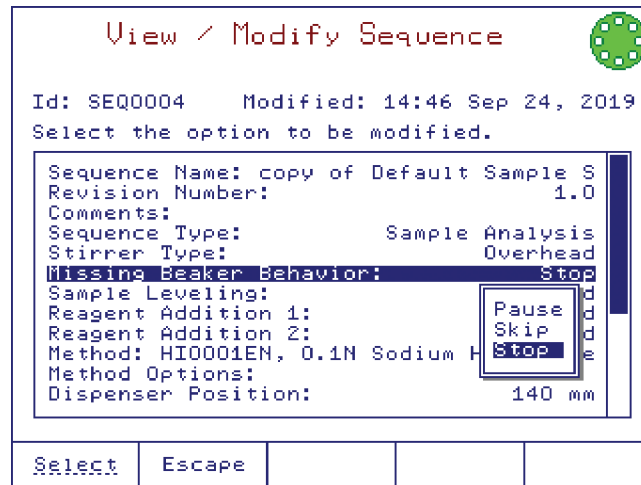 View / Modify Sequence
Id: SEQ0004 Modified: 14:46 Sep 24, 2019
Select the option to be modified.
Sequence Name: copy of Default Sample S
Revision Number: 1.0
Comments:
Sequence Type: Sample Analysis
Stirrer Type: Overhead
Missing Beaker Behavior: Stop
Sample Leveling: d
Reagent Addition 1: d
Reagent Addition 2: d
Method: HI0001EN, 0.1N Sodium H e
Method Options:
Dispenser Position: 140 mm
Pause
Skip
Stop
Select Escape